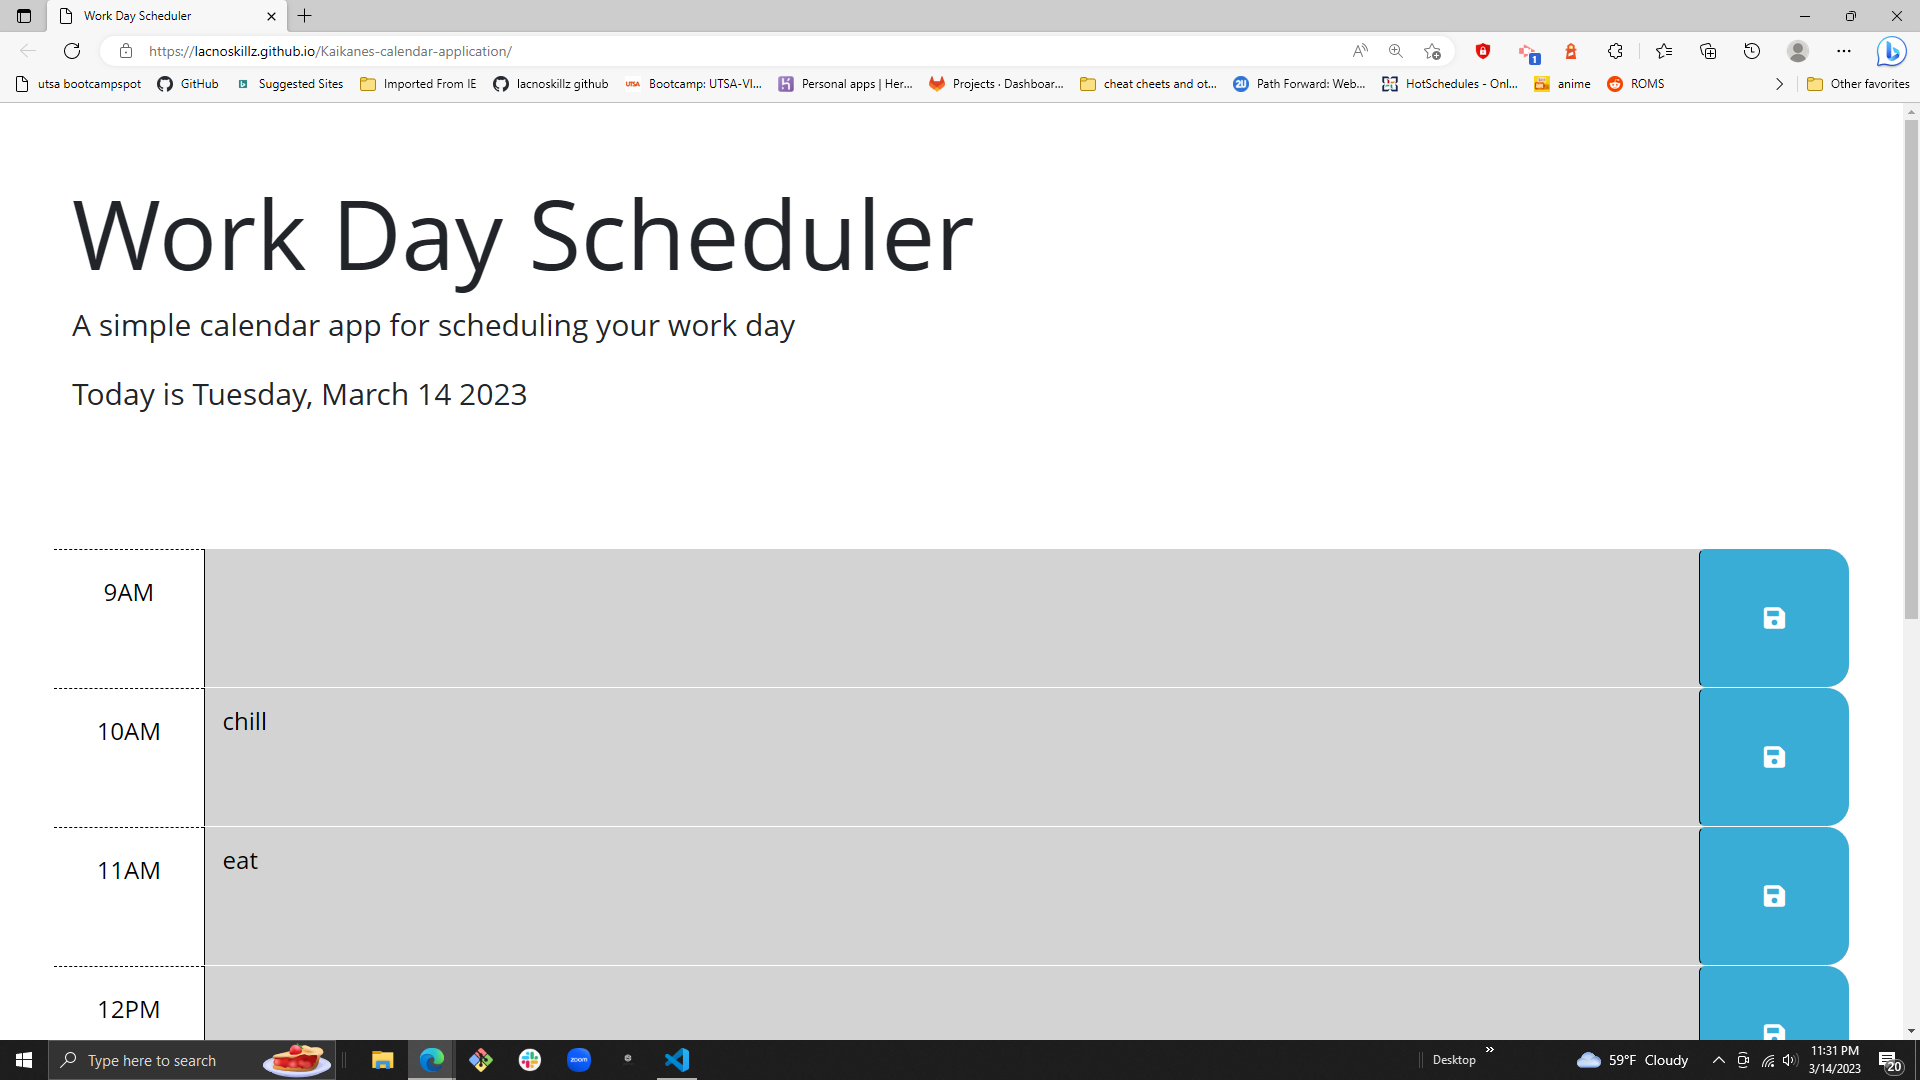 Work Day Scheduler
https://lacnoskillz.github.io/Kaikanes-calendar-application/
1
utsa bootcampspot
GitHub
Suggested Sites
Imported From IE
lacnoskillz github
UTSA
Bootcamp: UTSA-VI...
Personal apps | Her...
Projects · Dashboar...
cheat cheets and ot...
2U
Path Forward: Web...
HotSchedules - Onl...
anime
ROMS
Other favorites
Work Day Scheduler
A simple calendar app for scheduling your work day
Today is Tuesday, March 14 2023
9AM
10AM
chill
11AM
eat
12PM
Type here to search
zoom
Desktop
59°F Cloudy
11:31 PM
3/14/2023
20